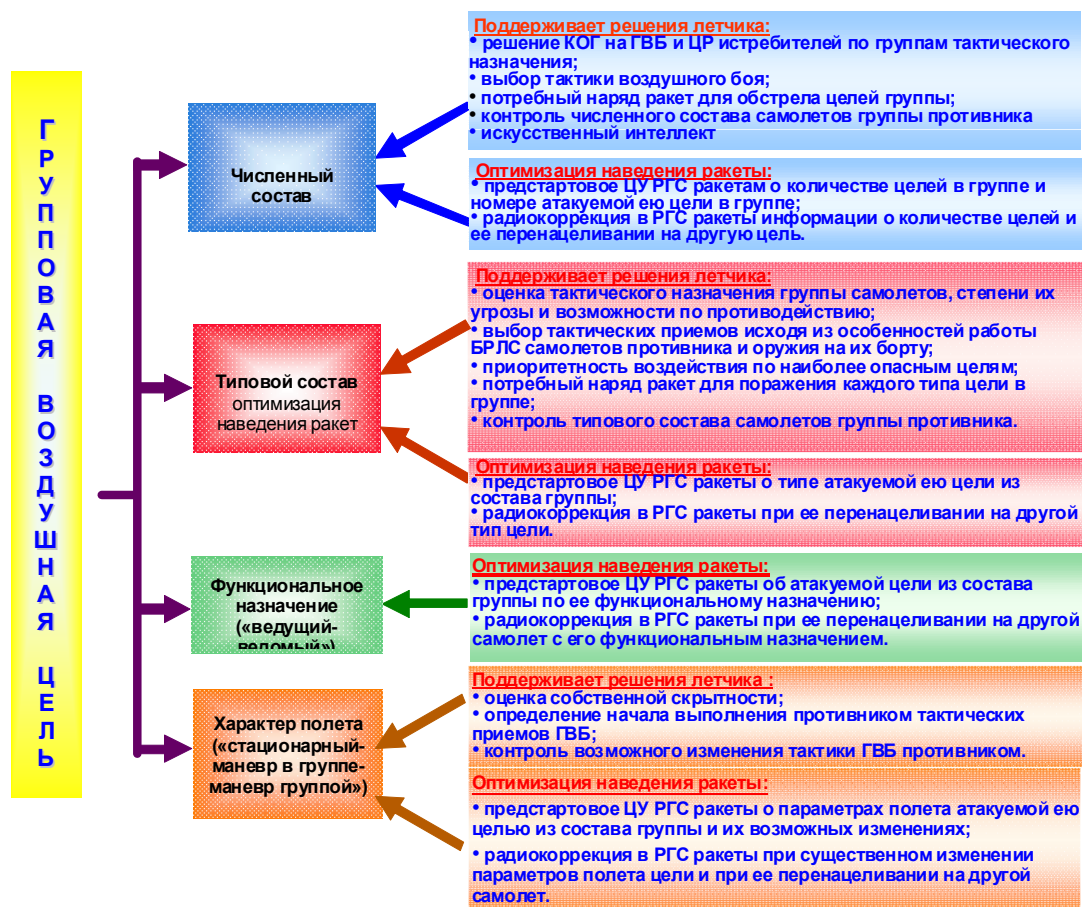 ГРУППОВАЯ ВОЗДУШНАЯ ЦЕЛЬ
Численный
состав
Поддерживает решения летчика:
• решение КОГ на ГВБ и ЦР истребителей по группам тактического
назначения;
• выбор тактики воздушного боя;
• потребный наряд ракет для обстрела целей группы;
• контроль численного состава самолетов группы противника
• искусственный интеллект
Оптимизация наведения ракеты:
• предстартовое ЦУ РГС ракетам о количестве целей в группе и
номере атакуемой ею цели в группе;
• радиокоррекция в РГС ракеты информации о количестве целей и
ее перенацеливании на другую цель.
Типовой состав
оптимизация
наведения ракет
Поддерживает решения летчика:
• оценка тактического назначения группы самолетов, степени их
угрозы и возможности по противодействию;
• выбор тактических приемов исходя из особенностей работы
БРЛС самолетов противника и оружия на их борту;
• приоритетность воздействия по наиболее опасным целям;
• потребный наряд ракет для поражения каждого типа цели в
группе;
• контроль типового состава самолетов группы противника.
Оптимизация наведения ракеты:
• предстартовое ЦУ РГС ракеты о типе атакуемой ею цели из
состава группы;
• радиокоррекция в РГС ракеты при ее перенацеливании на другой
тип цели.
Функциональное
назначение
(«ведущий-
ведомый»)
Оптимизация наведения ракеты:
• предстартовое ЦУ РГС ракеты об атакуемой цели из состава
группы по ее функциональному назначению;
• радиокоррекция в РГС ракеты при ее перенацеливании на другой
самолет с его функциональным назначением.
Характер полета
(«стационарный-
маневр в группе-
маневр группой»)
Поддерживает решения летчика :
• оценка собственной скрытности;
• определение начала выполнения противником тактических
приемов ГВБ;
• контроль возможного изменения тактики ГВБ противником.
Оптимизация наведения ракеты:
• предстартовое ЦУ РГС ракеты о параметрах полета атакуемой ею
целью из состава группы и их возможных изменениях;
• радиокоррекция в РГС ракеты при существенном изменении
параметров полета цели и при ее перенацеливании на другой
самолет.